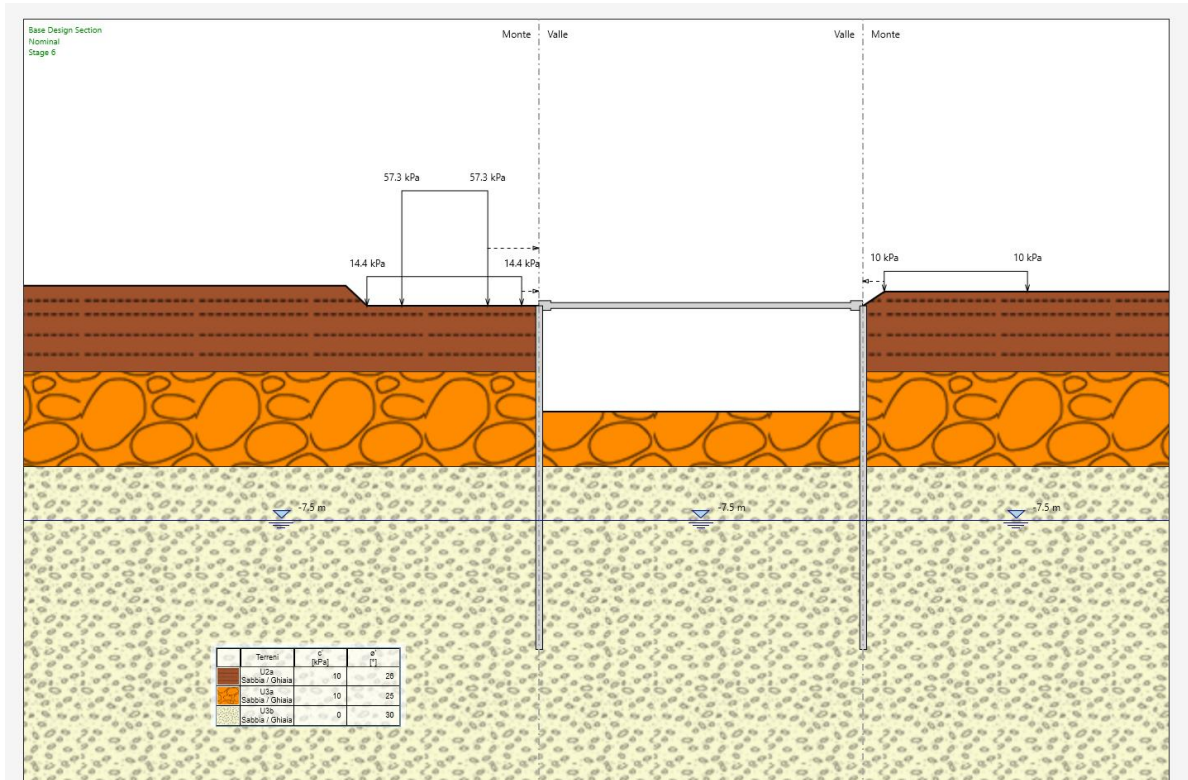 Base Design Section
Nominal
Stage 6
Monte Valle
Valle Monte
57.3 kPa 57.3 kPa
14.4 kPa 14.4 kPa
10 kPa 10 kPa
-7.5 m -7.5 m -7.5 m
Terreni c' [kPa] ø' [°]
U2a
Sabbia / Ghiaia 10 26
U3a
Sabbia / Ghiaia 10 25
U3b
Sabbia / Ghiaia 0 30